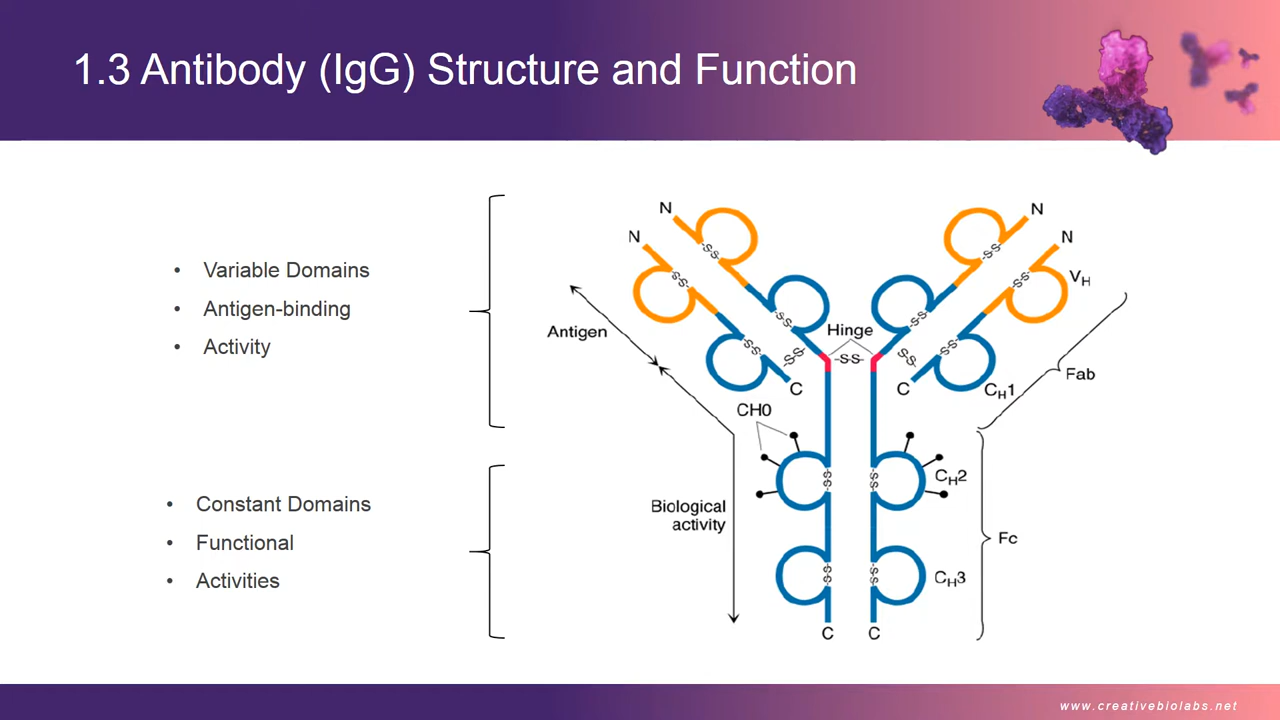 1.3 Antibody (IgG) Structure and Function
• Variable Domains
• Antigen-binding
• Activity
• Constant Domains
• Functional
• Activities
N
N
N
N
-S-S-
-S-S-
-S-S-
-S-S-
VH
Antigen
-S-S-
-S-S-
Hinge
-S-S-
-S-S-
-S-S-
-S-S-
-S-S-
-S-S-
C
C
CH1
Fab
CH0
-S-S-
-S-S-
CH2
Biological
activity
Fc
-S-S-
-S-S-
CH3
C
C
www.creativebiolabs.net